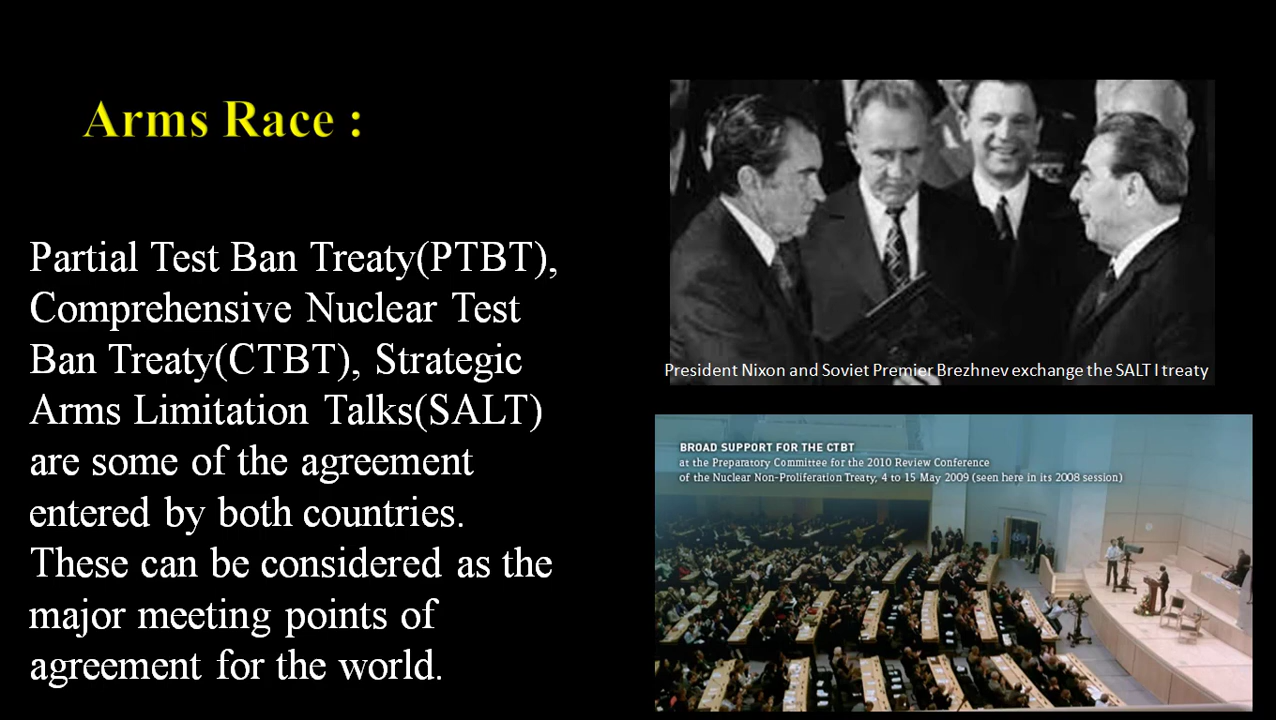 Arms Race :
Partial Test Ban Treaty(PTBT),
Comprehensive Nuclear Test
Ban Treaty(CTBT), Strategic
Arms Limitation Talks(SALT)
are some of the agreement
entered by both countries.
These can be considered as the
major meeting points of
agreement for the world.
President Nixon and Soviet Premier Brezhnev exchange the SALT I treaty
BROAD SUPPORT FOR THE CTBT
at the Preparatory Committee for the 2010 Review Conference
of the Nuclear Non-Proliferation Treaty, 4 to 15 May 2009 (seen here in its 2008 session)